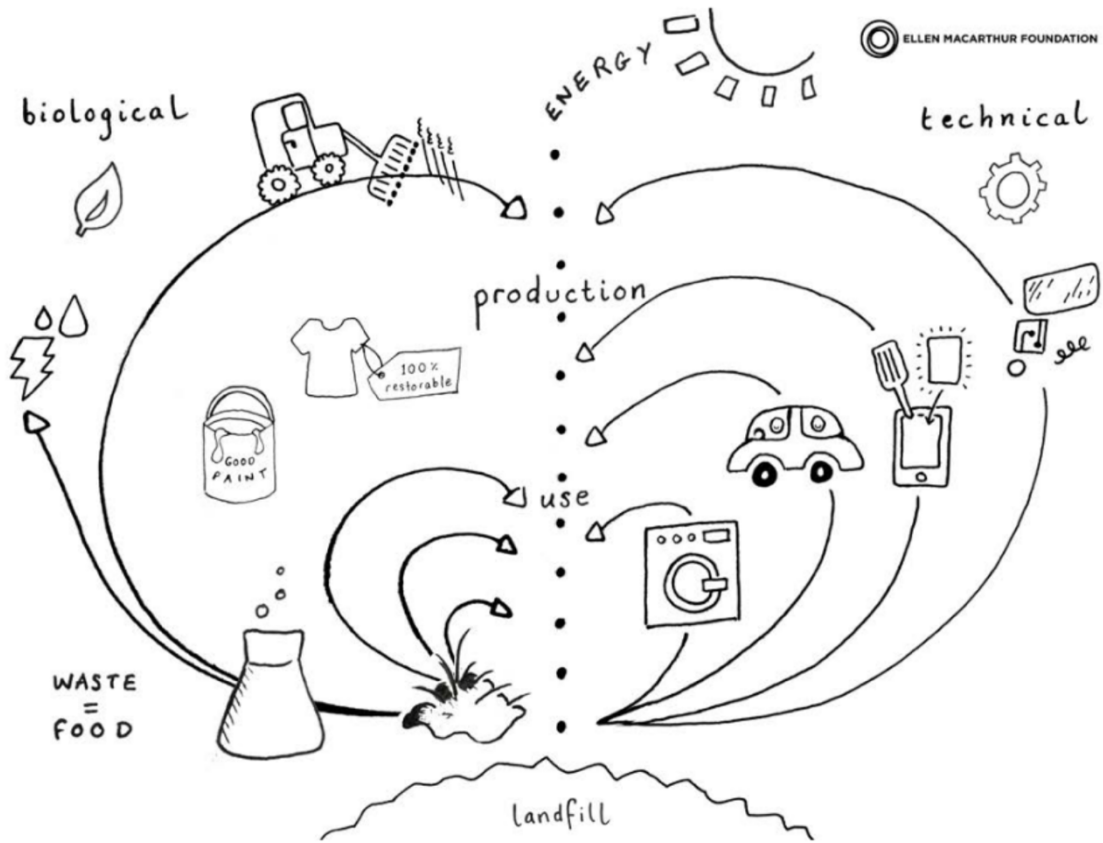 ELLEN MACARTHUR FOUNDATION
ENERGY
biological
technical
production
100%
restorable
GOOD
PAINT
use
WASTE
=
FOOD
landfill